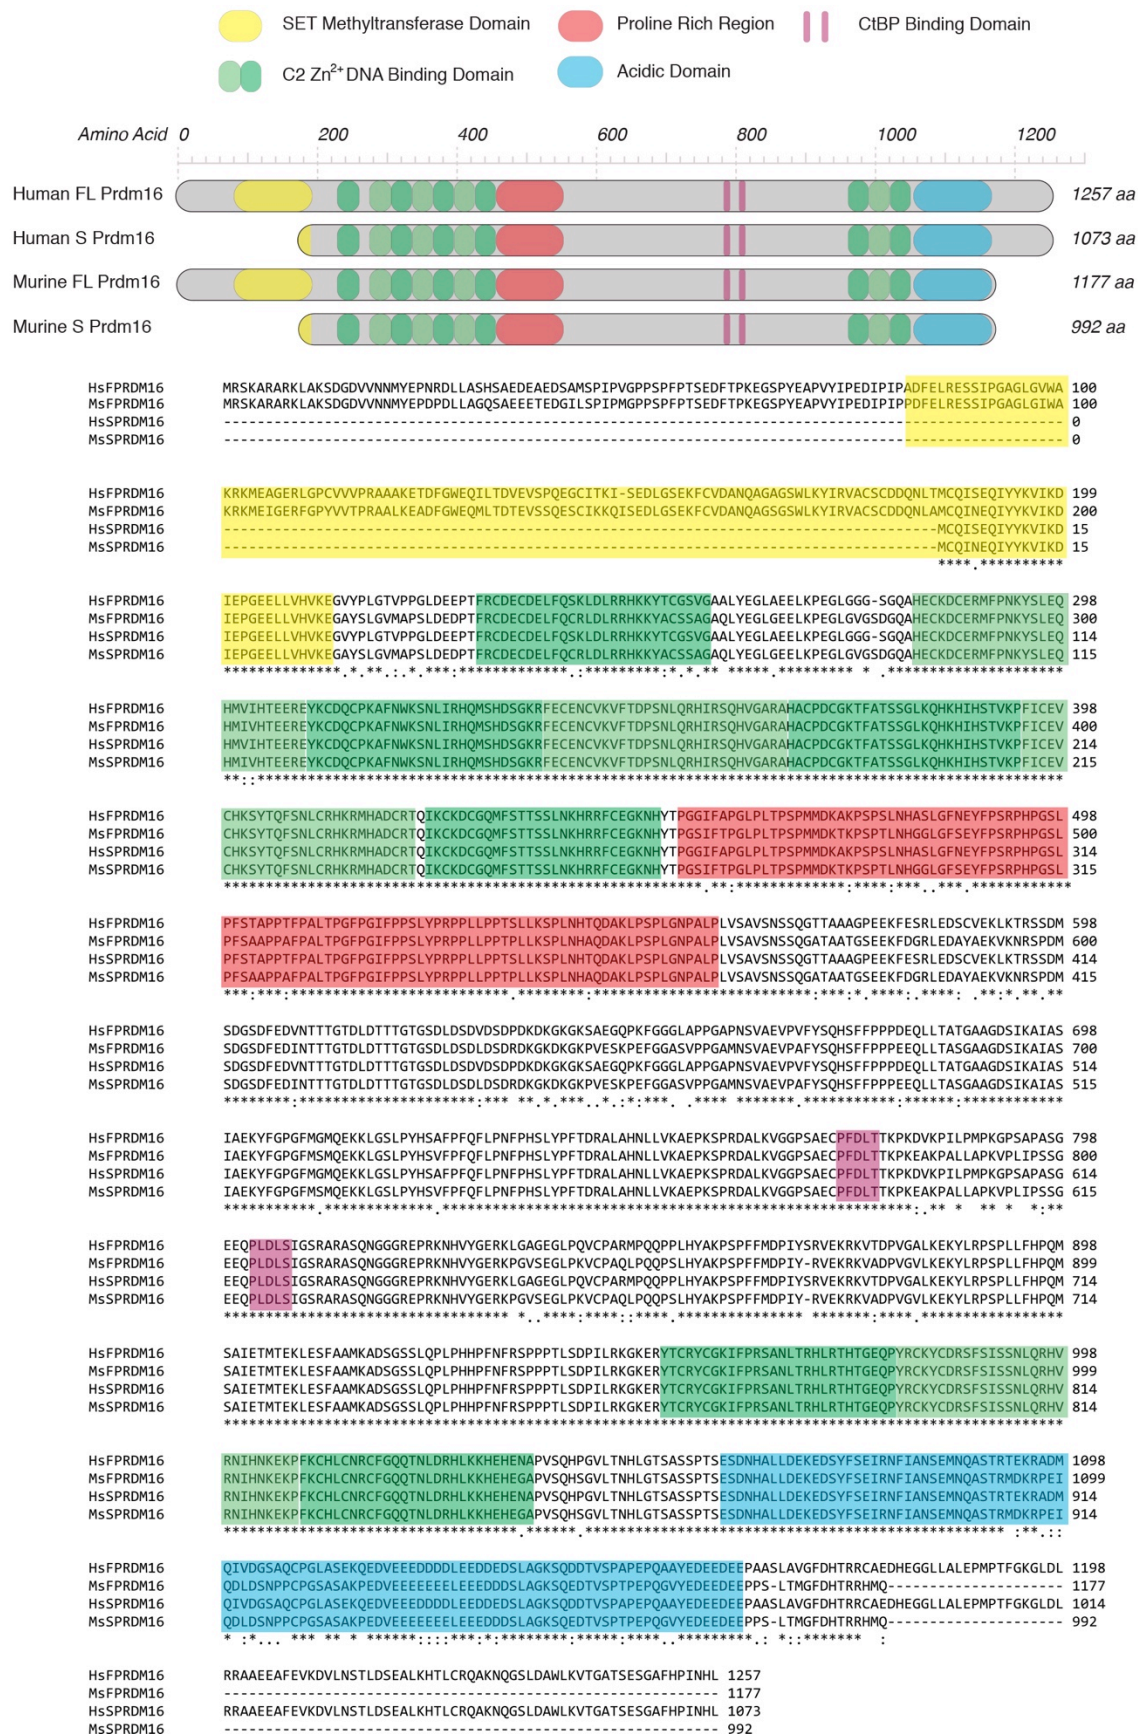 SET Methyltransferase Domain
Proline Rich Region
CtBP Binding Domain
C2 Zn²⁺ DNA Binding Domain
Acidic Domain
Amino Acid 0 200 400 600 800 1000 1200
Human FL Prdm16 1257 aa
Human S Prdm16 1073 aa
Murine FL Prdm16 1177 aa
Murine S Prdm16 992 aa
HsFPRDM16 MRSKARARKLAKSDGDVVNNMYEPNRDLLASHSAEDEAEDSAMSPIPVGPPSPFPTSEDFTPKEGSPYEAPVYIPEDIPIPADFELRESSIPGAGLGVWA 100
MsFPRDM16 MRSKARARKLAKSDGDVVNNMYEPDPDLLAGQSAEEETEDGILSPIPMGPPSPFPTSEDFTPKEGSPYEAPVYIPEDIPIPPDFELRESSIPGAGLGIWA 100
HsSPRDM16 ---------------------------------------------------------------------------------------------------- 0
MsSPRDM16 ---------------------------------------------------------------------------------------------------- 0
HsFPRDM16 KRKMEAGERLGPCVVVPRAAAKETDFGWEQILTDVEVSPQEGCITKI-SEDLGSEKFCVDANQAGAGSWLKYIRVACSCDDQNLTMCQISEQIYYKVIKD 199
MsFPRDM16 KRKMEIGERFGPYVVTPRAALKEADFGWEQMLTDTEVSSQESCIKKQISEDLGSEKFCVDANQAGSGSWLKYIRVACSCDDQNLAMCQINEQIYYKVIKD 200
HsSPRDM16 -------------------------------------------------------------------------------------MCQISEQIYYKVIKD 15
MsSPRDM16 -------------------------------------------------------------------------------------MCQINEQIYYKVIKD 15
HsFPRDM16 IEPGEELLVHVKEGVYPLGTVPPGLDEEPTFRCDECDELFQSKLDLRRHKKYTCGSVGAALYEGLAEELKPEGLGGG-SGQAHECKDCERMFPNKYSLEQ 298
MsFPRDM16 IEPGEELLVHVKEGAYSLGVMAPSLDEDPTFRCDECDELFQCRLDLRRHKKYACSSAGAQLYEGLGEELKPEGLGVGSDGQAHECKDCERMFPNKYSLEQ 300
HsSPRDM16 IEPGEELLVHVKEGVYPLGTVPPGLDEEPTFRCDECDELFQSKLDLRRHKKYTCGSVGAALYEGLAEELKPEGLGGG-SGQAHECKDCERMFPNKYSLEQ 114
MsSPRDM16 IEPGEELLVHVKEGAYSLGVMAPSLDEDPTFRCDECDELFQCRLDLRRHKKYACSSAGAQLYEGLGEELKPEGLGVGSDGQAHECKDCERMFPNKYSLEQ 115
HsFPRDM16 HMVIHTEEREYKCDQCPKAFNWKSNLIRHQMSHDSGKRFECENCVKVFTDPSNLQRHIRSQHVGARAHACPDCGKTFATSSGLKQHKHIHSTVKPFICEV 398
MsFPRDM16 HMIVHTEEREYKCDQCPKAFNWKSNLIRHQMSHDSGKRFECENCVKVFTDPSNLQRHIRSQHVGARAHACPDCGKTFATSSGLKQHKHIHSTVKPFICEV 400
HsSPRDM16 HMVIHTEEREYKCDQCPKAFNWKSNLIRHQMSHDSGKRFECENCVKVFTDPSNLQRHIRSQHVGARAHACPDCGKTFATSSGLKQHKHIHSTVKPFICEV 214
MsSPRDM16 HMIVHTEEREYKCDQCPKAFNWKSNLIRHQMSHDSGKRFECENCVKVFTDPSNLQRHIRSQHVGARAHACPDCGKTFATSSGLKQHKHIHSTVKPFICEV 215
HsFPRDM16 CHKSYTQFSNLCRHKRMHADCRTQIKCKDCGQMFSTTSSLNKHRRFCEGKNHYTPGGIFAPGLPLTPSPMMDKAKPSPSLNHASLGFNEYFPSRPHPGSL 498
MsFPRDM16 CHKSYTQFSNLCRHKRMHADCRTQIKCKDCGQMFSTTSSLNKHRRFCEGKNHYTPGSIFTPGLPLTPSPMMDKTKPSPTLNHGGLGFSEYFPSRPHPGSL 500
HsSPRDM16 CHKSYTQFSNLCRHKRMHADCRTQIKCKDCGQMFSTTSSLNKHRRFCEGKNHYTPGGIFAPGLPLTPSPMMDKAKPSPSLNHASLGFNEYFPSRPHPGSL 314
MsSPRDM16 CHKSYTQFSNLCRHKRMHADCRTQIKCKDCGQMFSTTSSLNKHRRFCEGKNHYTPGSIFTPGLPLTPSPMMDKTKPSPTLNHGGLGFSEYFPSRPHPGSL 315
HsFPRDM16 PFSTAPPTFPALTPGFPGIFPPSLYPRPPLLPPTSLLKSPLNHTQDAKLPSPLGNPALPLVSAVSNSSQGTTAAAGPEEKFESRLEDSCVEKLKTRSSDM 598
MsFPRDM16 PFSAAPPAFPALTPGFPGIFPPSLYPRPPLLPPTPLLKSPLNHAQDAKLPSPLGNPALPLVSAVSNSSQGATAATGSEEKFDGRLEDAYAEKVKNRSPDM 600
HsSPRDM16 PFSTAPPTFPALTPGFPGIFPPSLYPRPPLLPPTSLLKSPLNHTQDAKLPSPLGNPALPLVSAVSNSSQGTTAAAGPEEKFESRLEDSCVEKLKTRSSDM 414
MsSPRDM16 PFSAAPPAFPALTPGFPGIFPPSLYPRPPLLPPTPLLKSPLNHAQDAKLPSPLGNPALPLVSAVSNSSQGATAATGSEEKFDGRLEDAYAEKVKNRSPDM 415
HsFPRDM16 SDGSDFEDVNTTTGTDLDTTTGTGSDLDSDVDSDPDKDKGKGKSAEGQPKFGGGLAPPGAPNSVAEVPVFYSQHSFFPPPDEQLLTATGAAGDSIKAIAS 698
MsFPRDM16 SDGSDFEDINTTTGTDLDTTTGTGSDLDSDLDSDRDKGKDKGKPVESKPEFGGASVPPGAMNSVAEVPAFYSQHSFFPPPEEQLLTASGAAGDSIKAIAS 700
HsSPRDM16 SDGSDFEDVNTTTGTDLDTTTGTGSDLDSDVDSDPDKDKGKGKSAEGQPKFGGGLAPPGAPNSVAEVPVFYSQHSFFPPPDEQLLTATGAAGDSIKAIAS 514
MsSPRDM16 SDGSDFEDINTTTGTDLDTTTGTGSDLDSDLDSDRDKGKDKGKPVESKPEFGGASVPPGAMNSVAEVPAFYSQHSFFPPPEEQLLTASGAAGDSIKAIAS 515
HsFPRDM16 IAEKYFGPGFMGMQEKKLGSLPYHSAFPFQFLPNFPHSLYPFTDRALAHNLLVKAEPKSPRDALKVGGPSAECPFDLTTKPKDVKPILPMPKGPSAPASG 798
MsFPRDM16 IAEKYFGPGFMSMQEKKLGSLPYHSVFPFQFLPNFPHSLYPFTDRALAHNLLVKAEPKSPRDALKVGGPSAECPFDLTTKPKEAKPALLAPKVPLIPSSG 800
HsSPRDM16 IAEKYFGPGFMGMQEKKLGSLPYHSAFPFQFLPNFPHSLYPFTDRALAHNLLVKAEPKSPRDALKVGGPSAECPFDLTTKPKDVKPILPMPKGPSAPASG 614
MsSPRDM16 IAEKYFGPGFMSMQEKKLGSLPYHSVFPFQFLPNFPHSLYPFTDRALAHNLLVKAEPKSPRDALKVGGPSAECPFDLTTKPKEAKPALLAPKVPLIPSSG 615
HsFPRDM16 EEQPLDLSIGSRARASQNGGGREPRKNHVYGERKLGAGEGLPQVCPARMPQQPPLHYAKPSPFFMDPIYSRVEKRKVTDPVGALKEKYLRPSPLLFHPQM 898
MsFPRDM16 EEQPLDLSIGSRARASQNGGGREPRKNHVYGERKPGVSEGLPKVCPAQLPQQPSLHYAKPSPFFMDPIY-RVEKRKVADPVGVLKEKYLRPSPLLFHPQM 899
HsSPRDM16 EEQPLDLSIGSRARASQNGGGREPRKNHVYGERKLGAGEGLPQVCPARMPQQPPLHYAKPSPFFMDPIYSRVEKRKVTDPVGALKEKYLRPSPLLFHPQM 714
MsSPRDM16 EEQPLDLSIGSRARASQNGGGREPRKNHVYGERKPGVSEGLPKVCPAQLPQQPSLHYAKPSPFFMDPIY-RVEKRKVADPVGVLKEKYLRPSPLLFHPQM 714
HsFPRDM16 SAIETMTEKLESFAAMKADSGSSLQPLPHHPFNFRSPPPTLSDPILRKGKERYTCRYCGKIFPRSANLTRHLRTHTGEQPYRCKYCDRSFSISSNLQRHV 998
MsFPRDM16 SAIETMTEKLESFAAMKADSGSSLQPLPHHPFNFRSPPPTLSDPILRKGKERYTCRYCGKIFPRSANLTRHLRTHTGEQPYRCKYCDRSFSISSNLQRHV 999
HsSPRDM16 SAIETMTEKLESFAAMKADSGSSLQPLPHHPFNFRSPPPTLSDPILRKGKERYTCRYCGKIFPRSANLTRHLRTHTGEQPYRCKYCDRSFSISSNLQRHV 814
MsSPRDM16 SAIETMTEKLESFAAMKADSGSSLQPLPHHPFNFRSPPPTLSDPILRKGKERYTCRYCGKIFPRSANLTRHLRTHTGEQPYRCKYCDRSFSISSNLQRHV 814
HsFPRDM16 RNIHNKEKPFKCHLCNRCFGQQTNLDRHLKKHEHENAPVSQHPGVLTNHLGTSASSPTSESDNHALLDEKEDSYFSEIRNFIANSEMNQASTRTEKRADM 1098
MsFPRDM16 RNIHNKEKPFKCHLCNRCFGQQTNLDRHLKKHEHEGAPVSQHSGVLTNHLGTSASSPTSESDNHALLDEKEDSYFSEIRNFIANSEMNQASTRMDKRPEI 1099
HsSPRDM16 RNIHNKEKPFKCHLCNRCFGQQTNLDRHLKKHEHENAPVSQHPGVLTNHLGTSASSPTSESDNHALLDEKEDSYFSEIRNFIANSEMNQASTRTEKRADM 914
MsSPRDM16 RNIHNKEKPFKCHLCNRCFGQQTNLDRHLKKHEHEGAPVSQHSGVLTNHLGTSASSPTSESDNHALLDEKEDSYFSEIRNFIANSEMNQASTRMDKRPEI 914
HsFPRDM16 QIVDGSAQCPGLASEKQEDVEEEDDDDLEEDDEDSLAGKSQDDTVSPAPEPQAAYEDEEDEEPAASLAVGFDHTRRCAEDHEGGLLALEPMPTFGKGLDL 1198
MsFPRDM16 QDLDSNPPCPGSASAKPEDVEEEEEEELEEDDDDSLAGKSQEDTVSPTPEPQGVYEDEEDEEPPS-LTMGFDHTRRHMQ--------------------- 1177
HsSPRDM16 QIVDGSAQCPGLASEKQEDVEEEDDDDLEEDDEDSLAGKSQDDTVSPAPEPQAAYEDEEDEEPAASLAVGFDHTRRCAEDHEGGLLALEPMPTFGKGLDL 1014
MsSPRDM16 QDLDSNPPCPGSASAKPEDVEEEEEEELEEDDDDSLAGKSQEDTVSPTPEPQGVYEDEEDEEPPS-LTMGFDHTRRHMQ--------------------- 992
HsFPRDM16 RRAAEEAFEVKDVLNSTLDSEALKHTLCRQAKNQGSLDAWLKVTGATSESGAFHPINHL 1257
MsFPRDM16 ----------------------------------------------------------- 1177
HsSPRDM16 RRAAEEAFEVKDVLNSTLDSEALKHTLCRQAKNQGSLDAWLKVTGATSESGAFHPINHL 1073
MsSPRDM16 ----------------------------------------------------------- 992